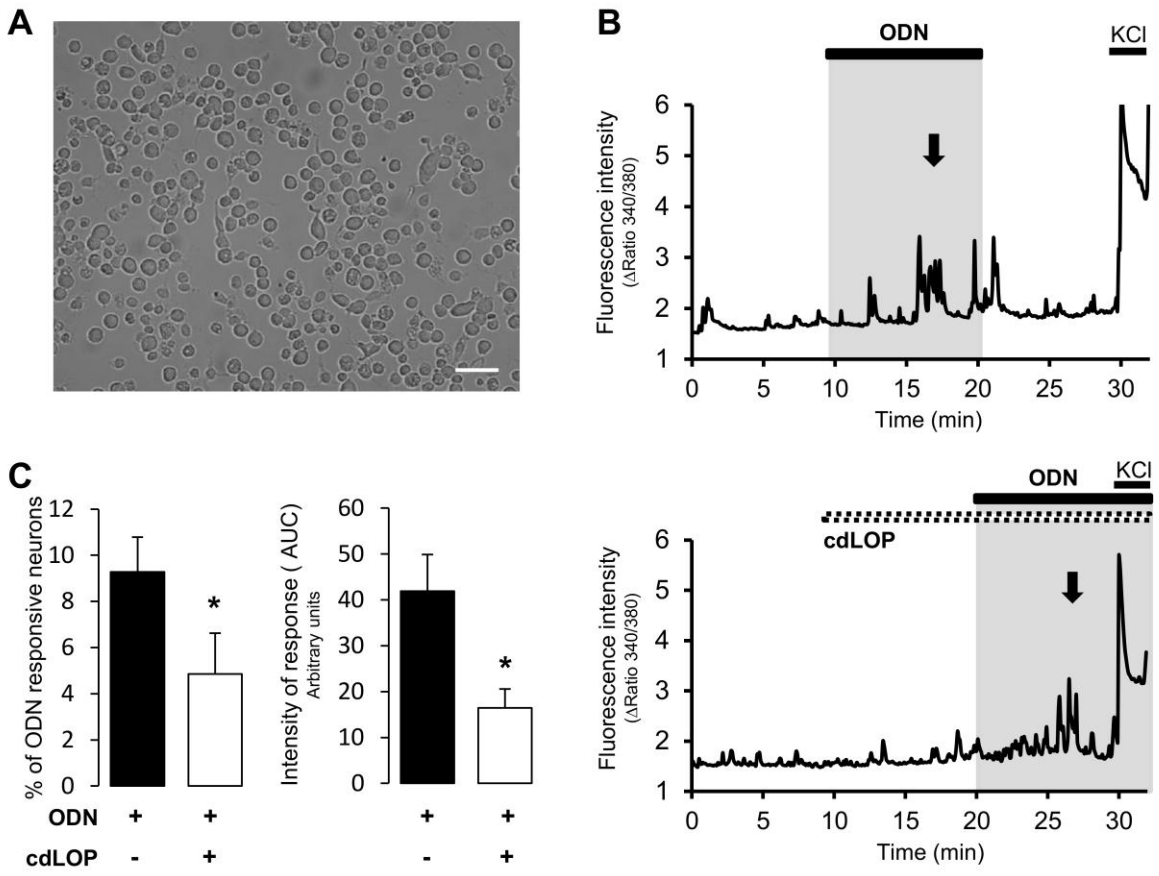 A
B
ODN
KCl
Fluorescence intensity
(ΔRatio 340/380)
6
5
4
3
2
1
0 5 10 15 20 25 30
Time (min)
ODN
KCl
cdLOP
Fluorescence intensity
(ΔRatio 340/380)
6
5
4
3
2
1
0 5 10 15 20 25 30
Time (min)
C
% of ODN responsive neurons
12
10
8
6
4
2
0
*
Intensity of response ( AUC)
Arbitrary units
60
50
40
30
20
10
0
*
ODN + + + +
cdLOP - + - +